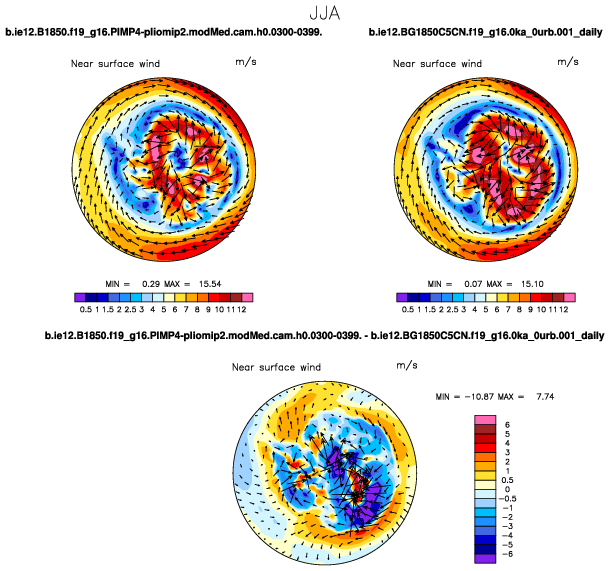 JJA
b.ie12.B1850.f19_g16.PIMP4-pliomip2.modMed.cam.h0.0300-0399.
b.ie12.BG1850C5CN.f19_g16.0ka_0urb.001_daily
Near surface wind m/s
Near surface wind m/s
MIN = 0.29 MAX = 15.54
MIN = 0.07 MAX = 15.10
0.5 1 1.5 2 2.5 3 4 5 6 7 8 9 10 11 12
0.5 1 1.5 2 2.5 3 4 5 6 7 8 9 10 11 12
b.ie12.B1850.f19_g16.PIMP4-pliomip2.modMed.cam.h0.0300-0399. - b.ie12.BG1850C5CN.f19_g16.0ka_0urb.001_daily
Near surface wind m/s
MIN = −10.87 MAX = 7.74
6
5
4
3
2
1
0.5
0
−0.5
−1
−2
−3
−4
−5
−6